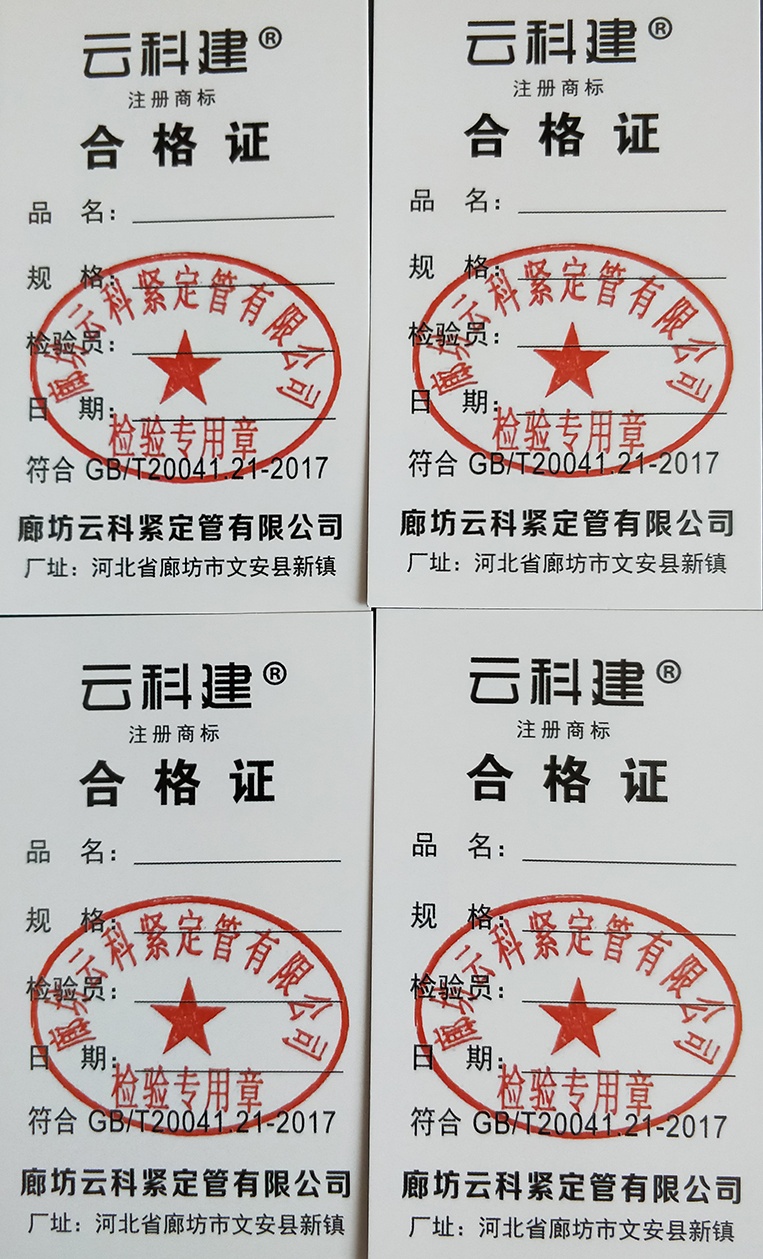 云科建®
注册商标
合格证
品 名：
规 格：
检验员：
日 期：
廊坊云科紧定管有限公司
检验专用章
符合 GB/T20041.21-2017
廊坊云科紧定管有限公司
厂址：河北省廊坊市文安县新镇
云科建®
注册商标
合格证
品 名：
规 格：
检验员：
日 期：
廊坊云科紧定管有限公司
检验专用章
符合 GB/T20041.21-2017
廊坊云科紧定管有限公司
厂址：河北省廊坊市文安县新镇
云科建®
注册商标
合格证
品 名：
规 格：
检验员：
日 期：
廊坊云科紧定管有限公司
检验专用章
符合 GB/T20041.21-2017
廊坊云科紧定管有限公司
厂址：河北省廊坊市文安县新镇
云科建®
注册商标
合格证
品 名：
规 格：
检验员：
日 期：
廊坊云科紧定管有限公司
检验专用章
符合 GB/T20041.21-2017
廊坊云科紧定管有限公司
厂址：河北省廊坊市文安县新镇